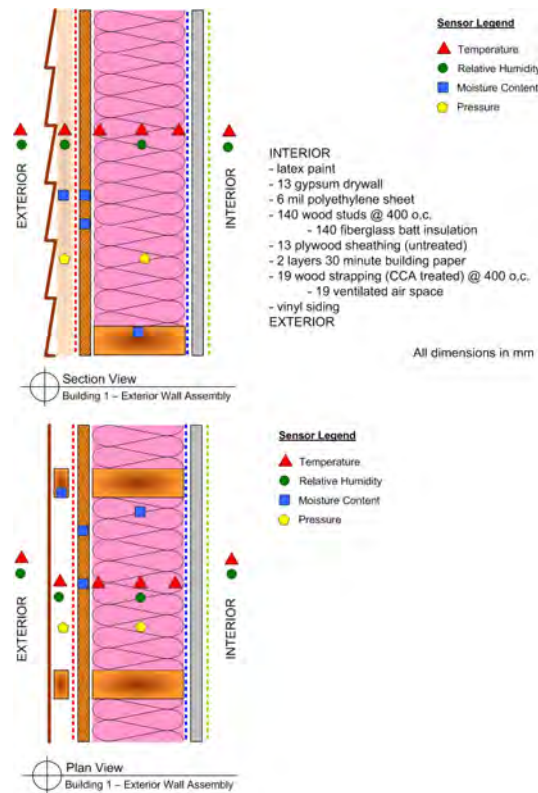 Sensor Legend
Temperature
Relative Humidity
Moisture Content
Pressure
EXTERIOR
INTERIOR
INTERIOR
- latex paint
- 13 gypsum drywall
- 6 mil polyethylene sheet
- 140 wood studs @ 400 o.c.
- 140 fiberglass batt insulation
- 13 plywood sheathing (untreated)
- 2 layers 30 minute building paper
- 19 wood strapping (CCA treated) @ 400 o.c.
- 19 ventilated air space
- vinyl siding
EXTERIOR
All dimensions in mm
Section View
Building 1 – Exterior Wall Assembly
Sensor Legend
Temperature
Relative Humidity
Moisture Content
Pressure
EXTERIOR
INTERIOR
Plan View
Building 1 – Exterior Wall Assembly